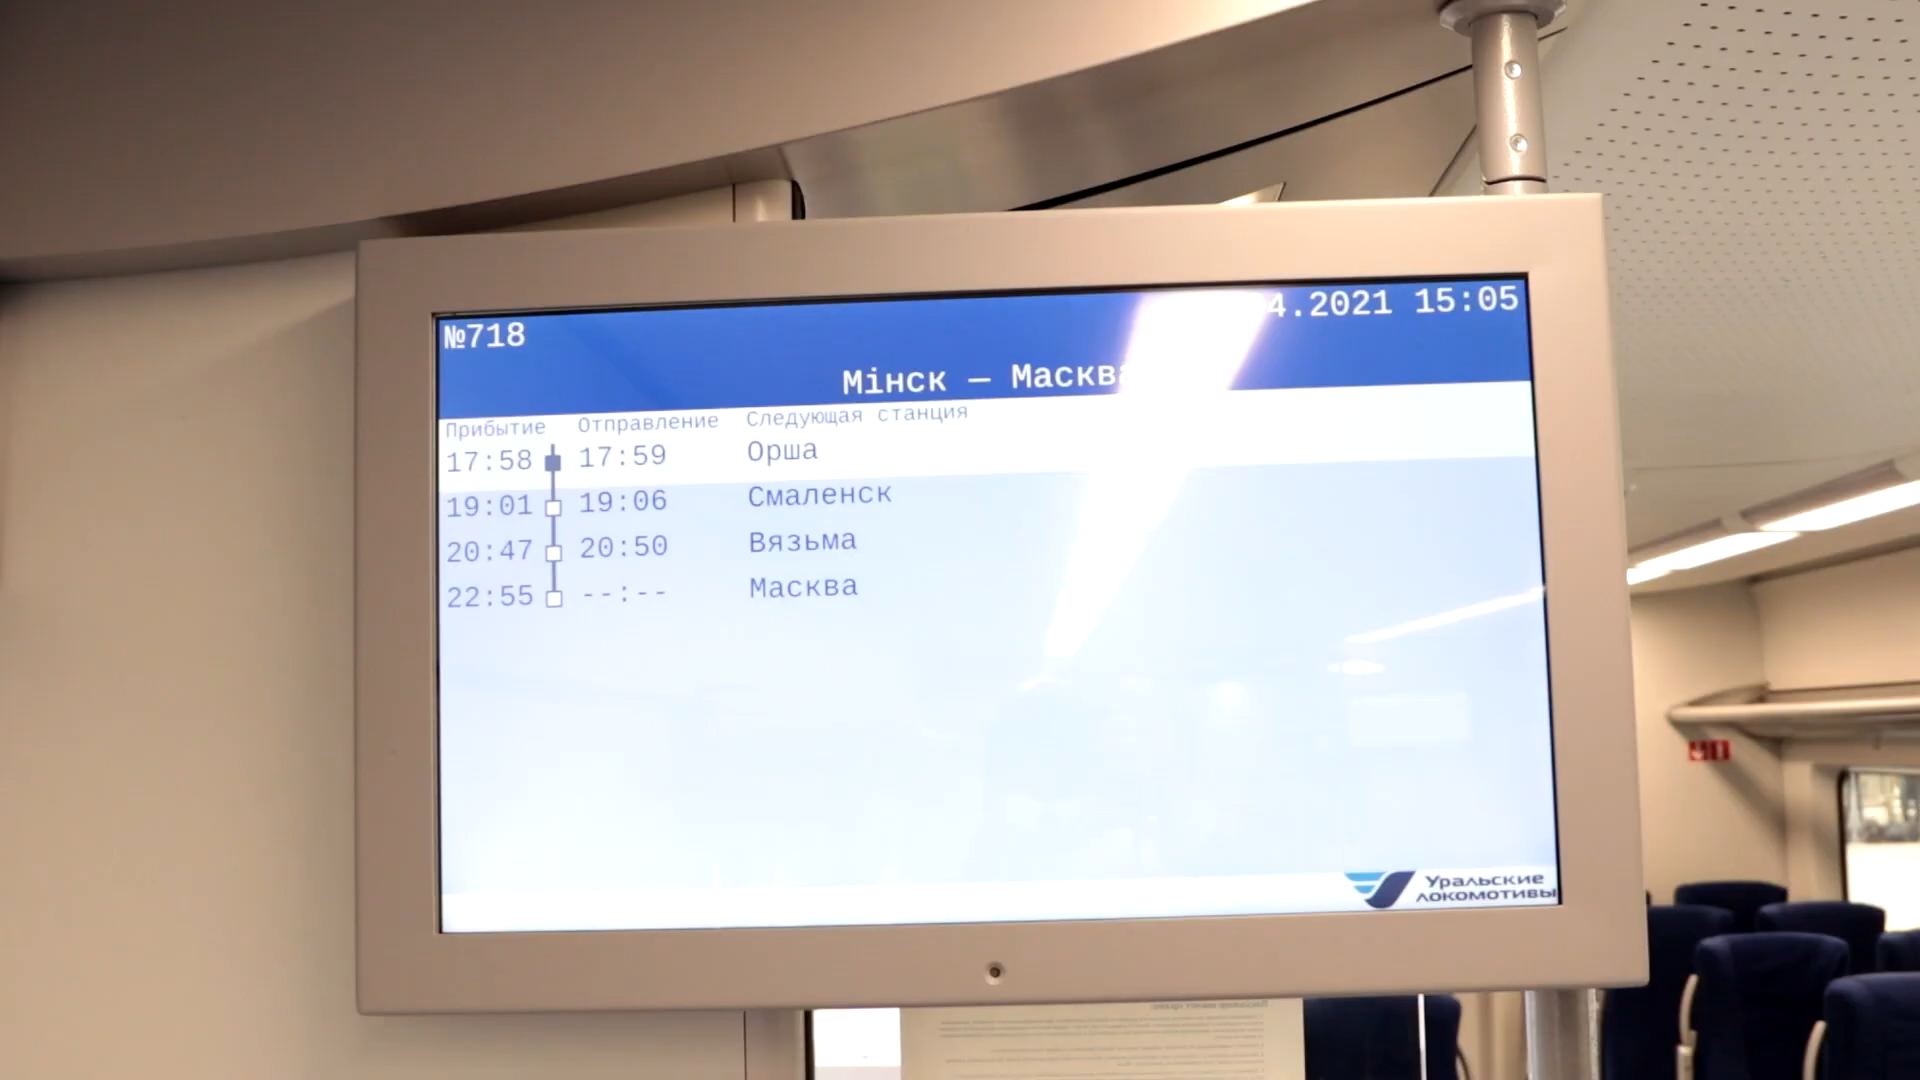 №718
4.2021 15:05
Мінск — Масква
Прибытие Отправление Следующая станция
17:58 17:59 Орша
19:01 19:06 Смаленск
20:47 20:50 Вязьма
22:55 --:-- Масква
Уральские
локомотивы